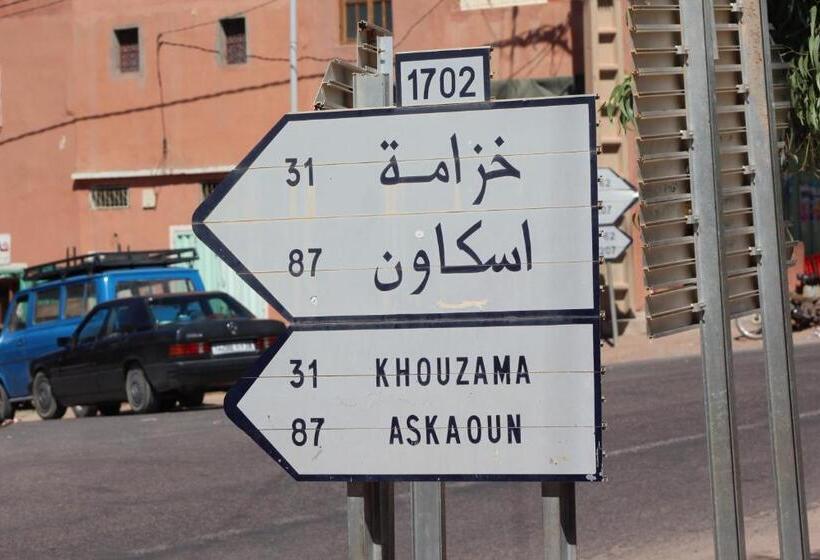 1702
خزامة 31
اسكاون 87
31 KHOUZAMA
87 ASKAOUN